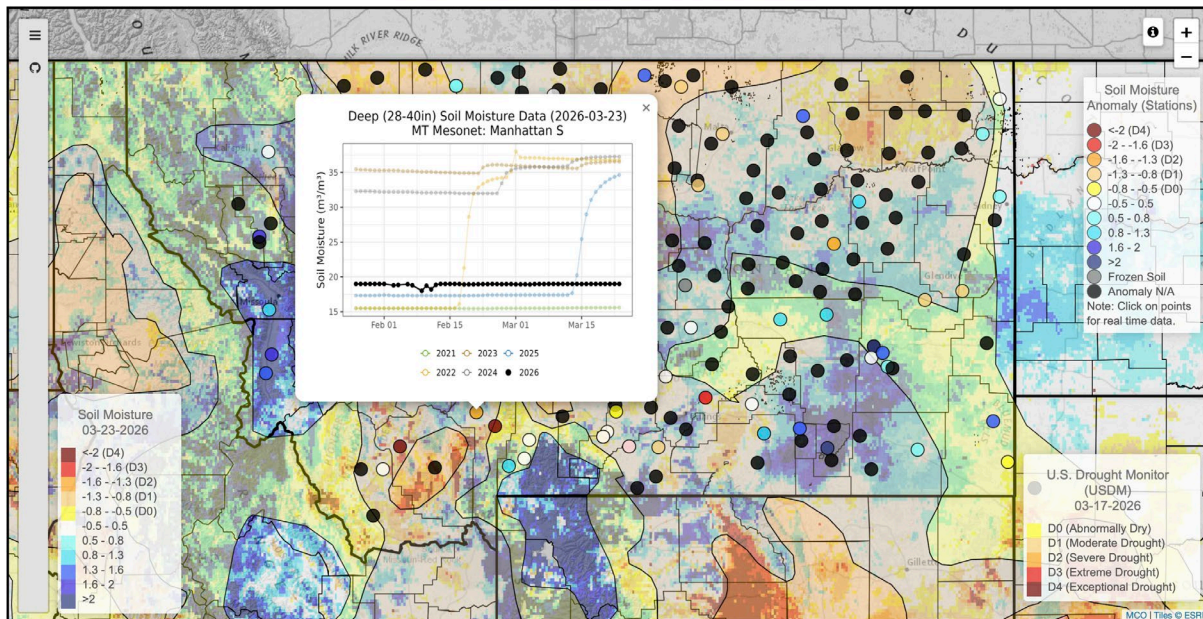 ULK RIVER RIDGE
D U
Soil Moisture
Anomaly (Stations)
<-2 (D4)
-2 - -1.6 (D3)
-1.6 - -1.3 (D2)
-1.3 - -0.8 (D1)
-0.8 - -0.5 (D0)
-0.5 - 0.5
0.5 - 0.8
0.8 - 1.3
1.6 - 2
>2
Frozen Soil
Anomaly N/A
Note: Click on points
for real time data.
Deep (28-40in) Soil Moisture Data (2026-03-23)
MT Mesonet: Manhattan S
Soil Moisture (m³/m³)
35
31
27
23
19
15
Feb 01
Feb 15
Mar 01
Mar 15
2021
2023
2025
2022
2024
2026
Glendive
Missoula
Gillette
Soil Moisture
03-23-2026
<-2 (D4)
-2 - -1.6 (D3)
-1.6 - -1.3 (D2)
-1.3 - -0.8 (D1)
-0.8 - -0.5 (D0)
-0.5 - 0.5
0.5 - 0.8
0.8 - 1.3
1.3 - 1.6
1.6 - 2
>2
U.S. Drought Monitor
(USDM)
03-17-2026
D0 (Abnormally Dry)
D1 (Moderate Drought)
D2 (Severe Drought)
D3 (Extreme Drought)
D4 (Exceptional Drought)
MCO | Tiles © ESRI